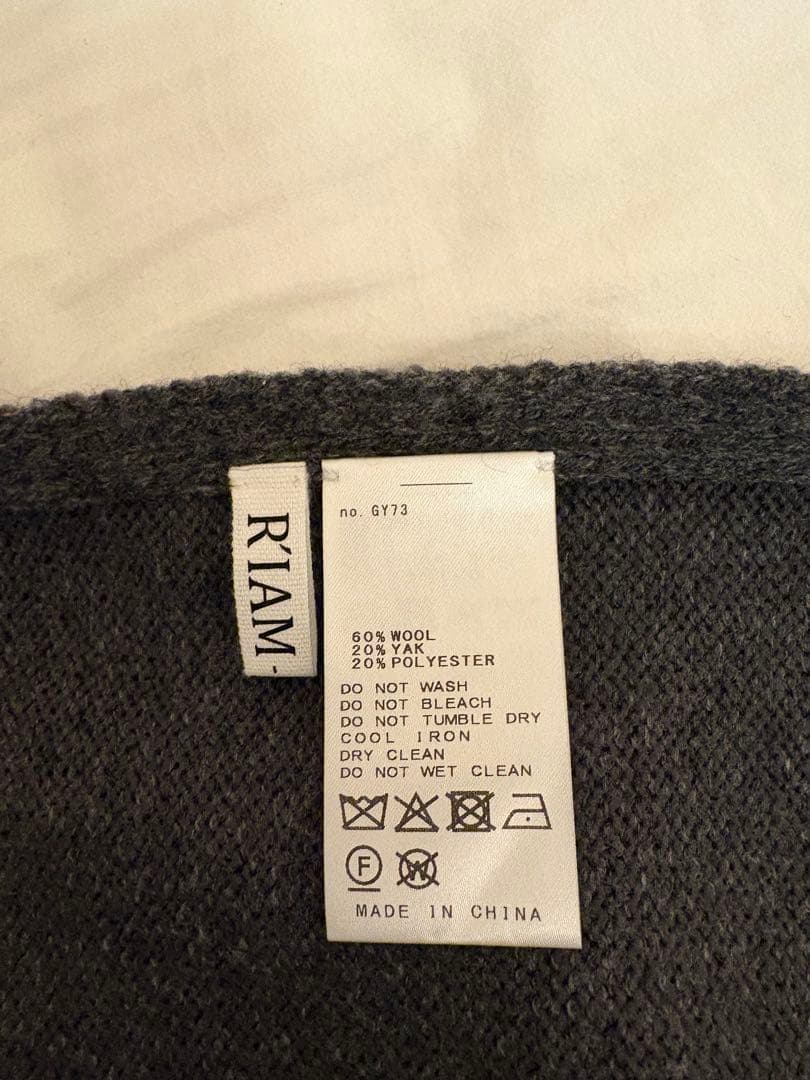 R'IAM.
no. GY73
60% WOOL
20% YAK
20% POLYESTER
DO NOT WASH
DO NOT BLEACH
DO NOT TUMBLE DRY
COOL IRON
DRY CLEAN
DO NOT WET CLEAN
F W
MADE IN CHINA